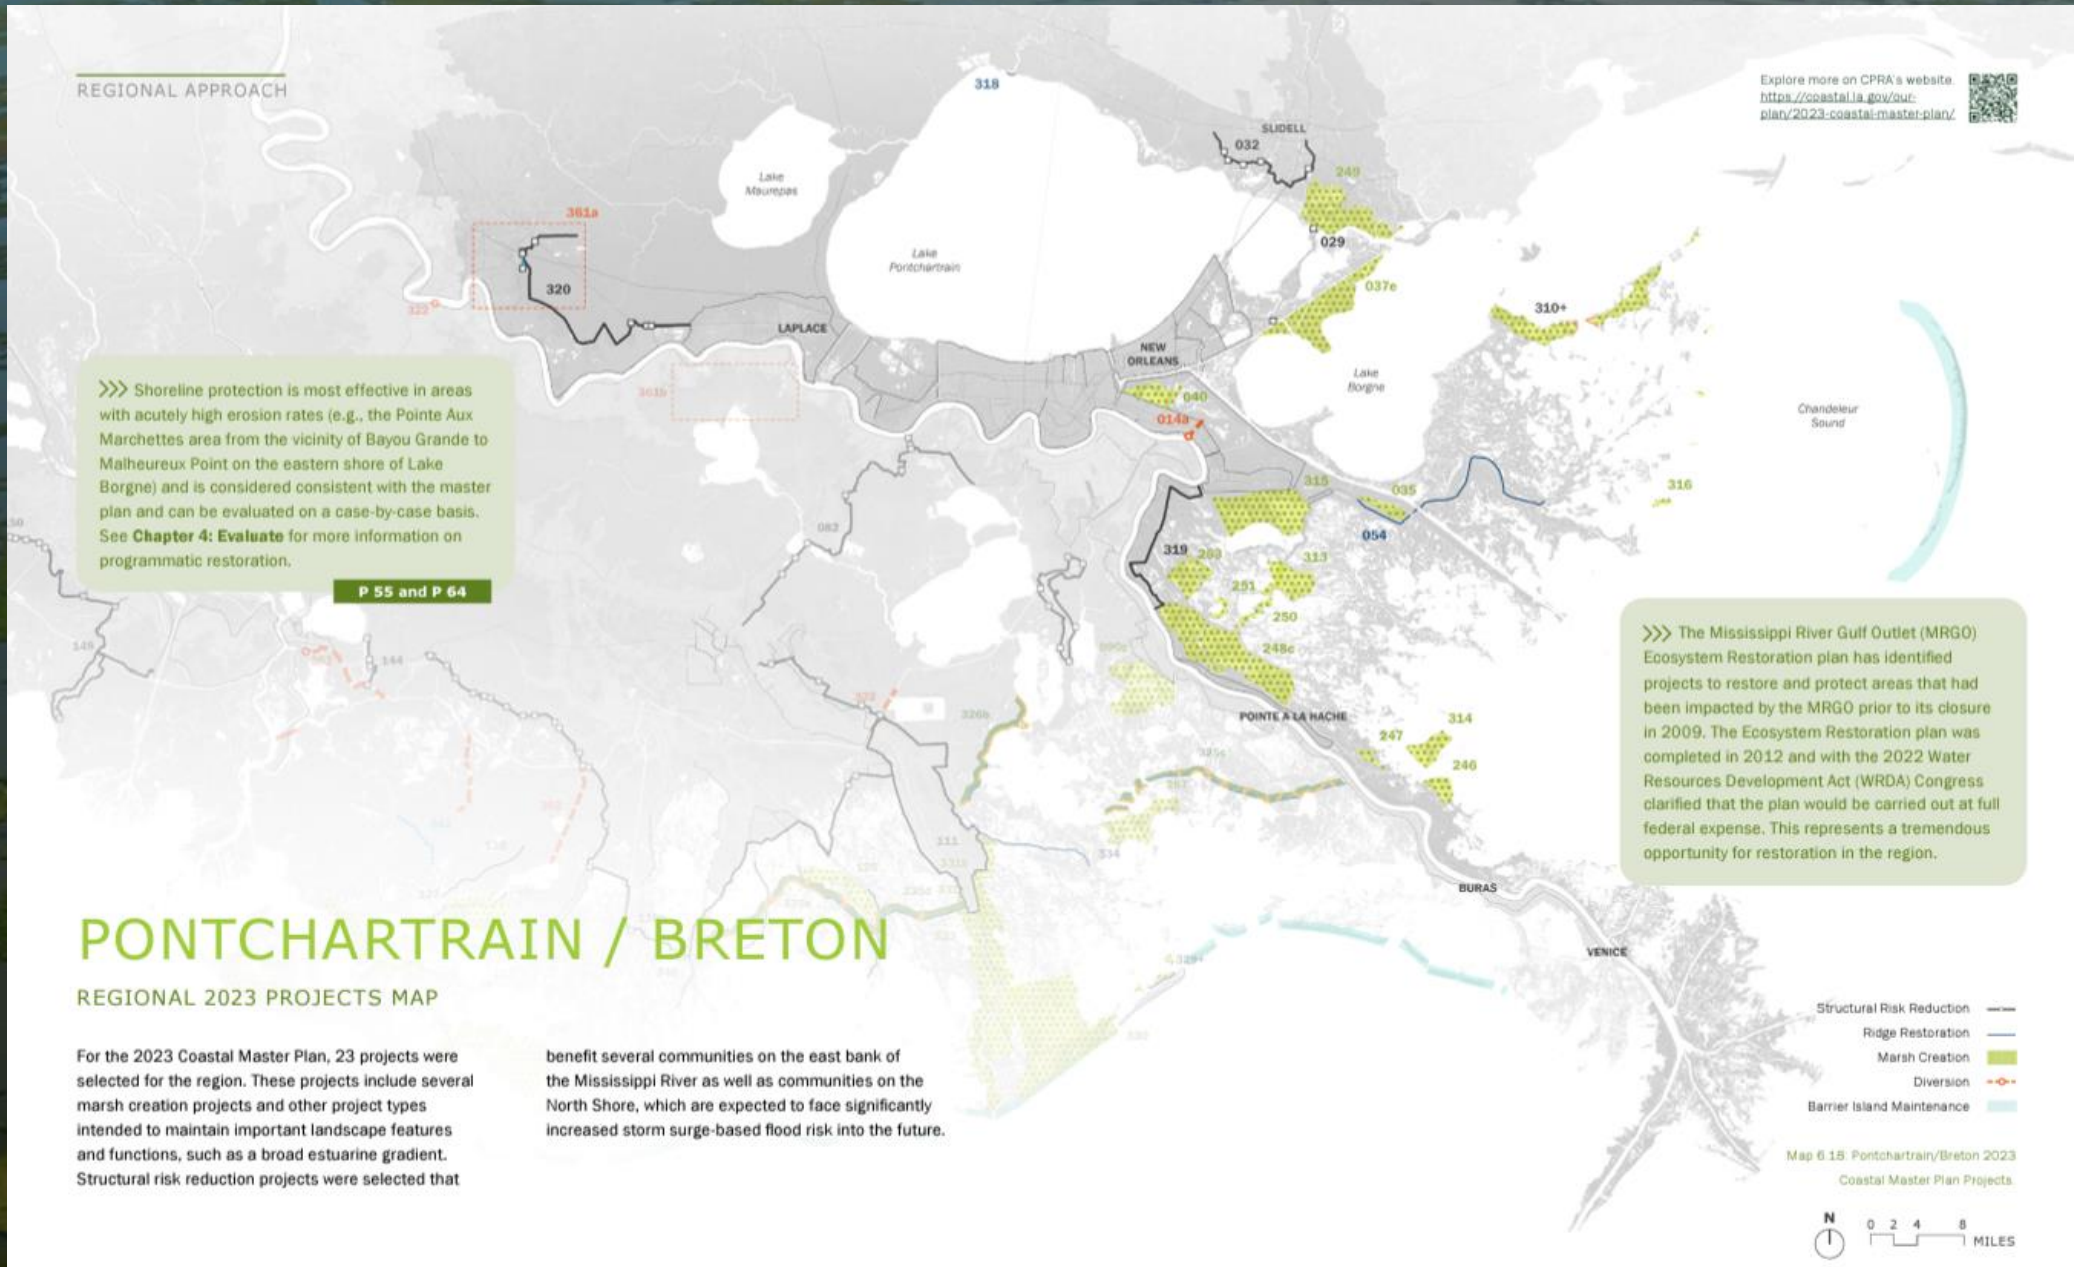 REGIONAL APPROACH
Explore more on CPRA's website.
https://coastal.la.gov/our-
plan/2023-coastal-master-plan/
318
SLIDELL
032
249
Lake
Maurepas
361a
029
Lake
Pontchartrain
037e
320
310+
322
LAPLACE
NEW
ORLEANS
Lake
Borgne
361b
040
Chandeleur
Sound
014a
>>> Shoreline protection is most effective in areas
with acutely high erosion rates (e.g., the Pointe Aux
Marchettes area from the vicinity of Bayou Grande to
Malheureux Point on the eastern shore of Lake
Borgne) and is considered consistent with the master
plan and can be evaluated on a case-by-case basis.
See Chapter 4: Evaluate for more information on
programmatic restoration.
P 55 and P 64
315
035
316
082
054
319
313
251
250
248c
144
POINTE A LA HACHE
314
247
246
111
BURAS
VENICE
>>> The Mississippi River Gulf Outlet (MRGO)
Ecosystem Restoration plan has identified
projects to restore and protect areas that had
been impacted by the MRGO prior to its closure
in 2009. The Ecosystem Restoration plan was
completed in 2012 and with the 2022 Water
Resources Development Act (WRDA) Congress
clarified that the plan would be carried out at full
federal expense. This represents a tremendous
opportunity for restoration in the region.
PONTCHARTRAIN / BRETON
REGIONAL 2023 PROJECTS MAP
For the 2023 Coastal Master Plan, 23 projects were
selected for the region. These projects include several
marsh creation projects and other project types
intended to maintain important landscape features
and functions, such as a broad estuarine gradient.
Structural risk reduction projects were selected that
benefit several communities on the east bank of
the Mississippi River as well as communities on the
North Shore, which are expected to face significantly
increased storm surge-based flood risk into the future.
Structural Risk Reduction
Ridge Restoration
Marsh Creation
Diversion
Barrier Island Maintenance
Map 6.18: Pontchartrain/Breton 2023
Coastal Master Plan Projects.
N
0 2 4 8
MILES